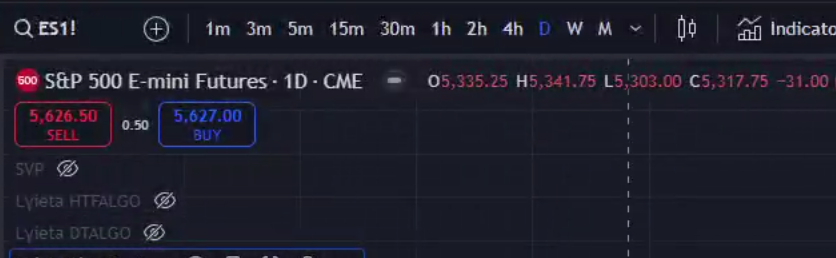 ES1! 1m 3m 5m 15m 30m 1h 2h 4h D W M Indicato
500 S&P 500 E-mini Futures · 1D · CME O5,335.25 H5,341.75 L5,303.00 C5,317.75 −31.00
5,626.50 0.50 5,627.00
SELL BUY
SVP
Lyieta HTFALGO
Lyieta DTALGO